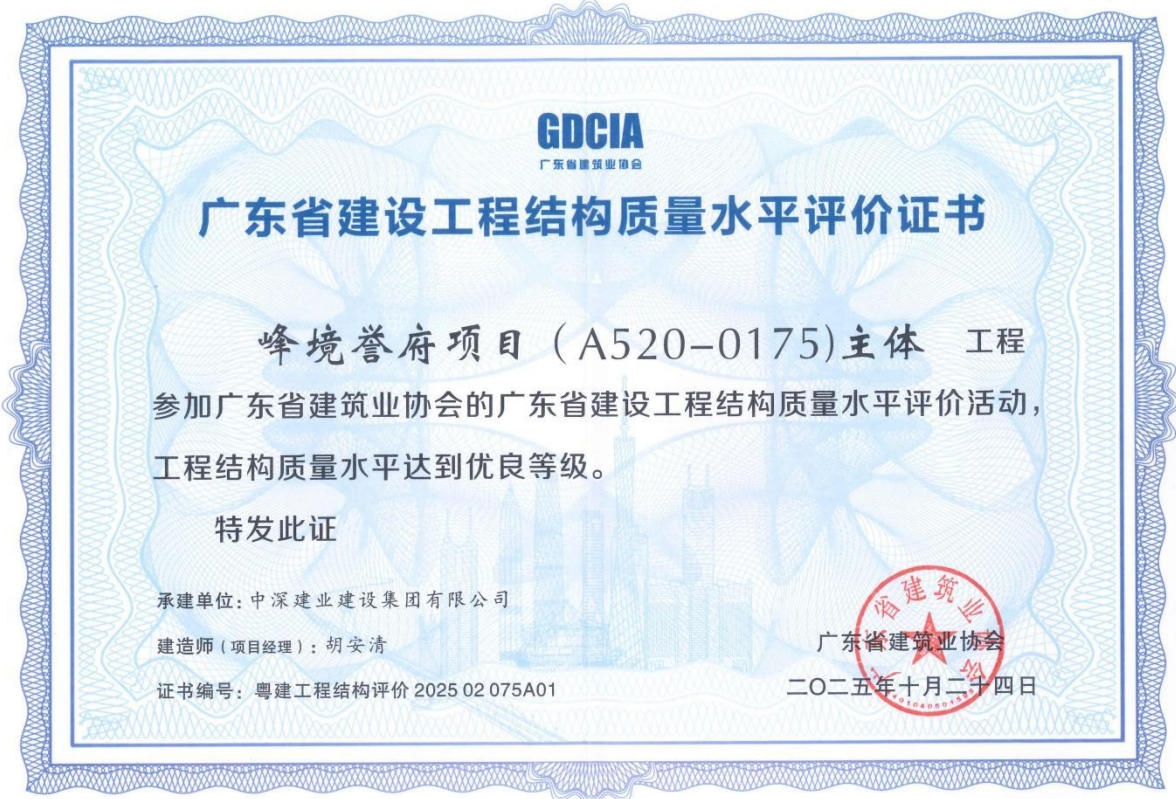 GDCIA
广东省建筑业协会
广东省建设工程结构质量水平评价证书
峰境誉府项目（A520-0175)主体 工程
参加广东省建筑业协会的广东省建设工程结构质量水平评价活动，
工程结构质量水平达到优良等级。
特发此证
承建单位：中深建业建设集团有限公司
建造师（项目经理）：胡安清
证书编号：粤建工程结构评价 2025 02 075A01
广东省建筑业协会
二〇二五年十月二十四日
广东省建筑业协会